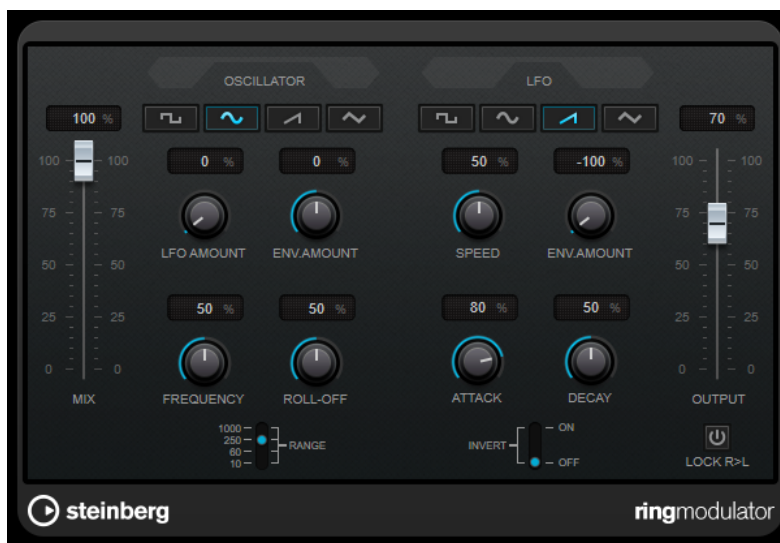 OSCILLATOR
LFO
100 %
70 %
0 %
0 %
50 %
-100 %
100 100
75 75
50 50
25 25
0 0
MIX
LFO AMOUNT
ENV.AMOUNT
SPEED
ENV.AMOUNT
50 %
50 %
80 %
50 %
FREQUENCY
ROLL-OFF
ATTACK
DECAY
100 100
75 75
50 50
25 25
0 0
OUTPUT
1000
250
60
10
RANGE
INVERT
ON
OFF
LOCK R>L
steinberg
ringmodulator